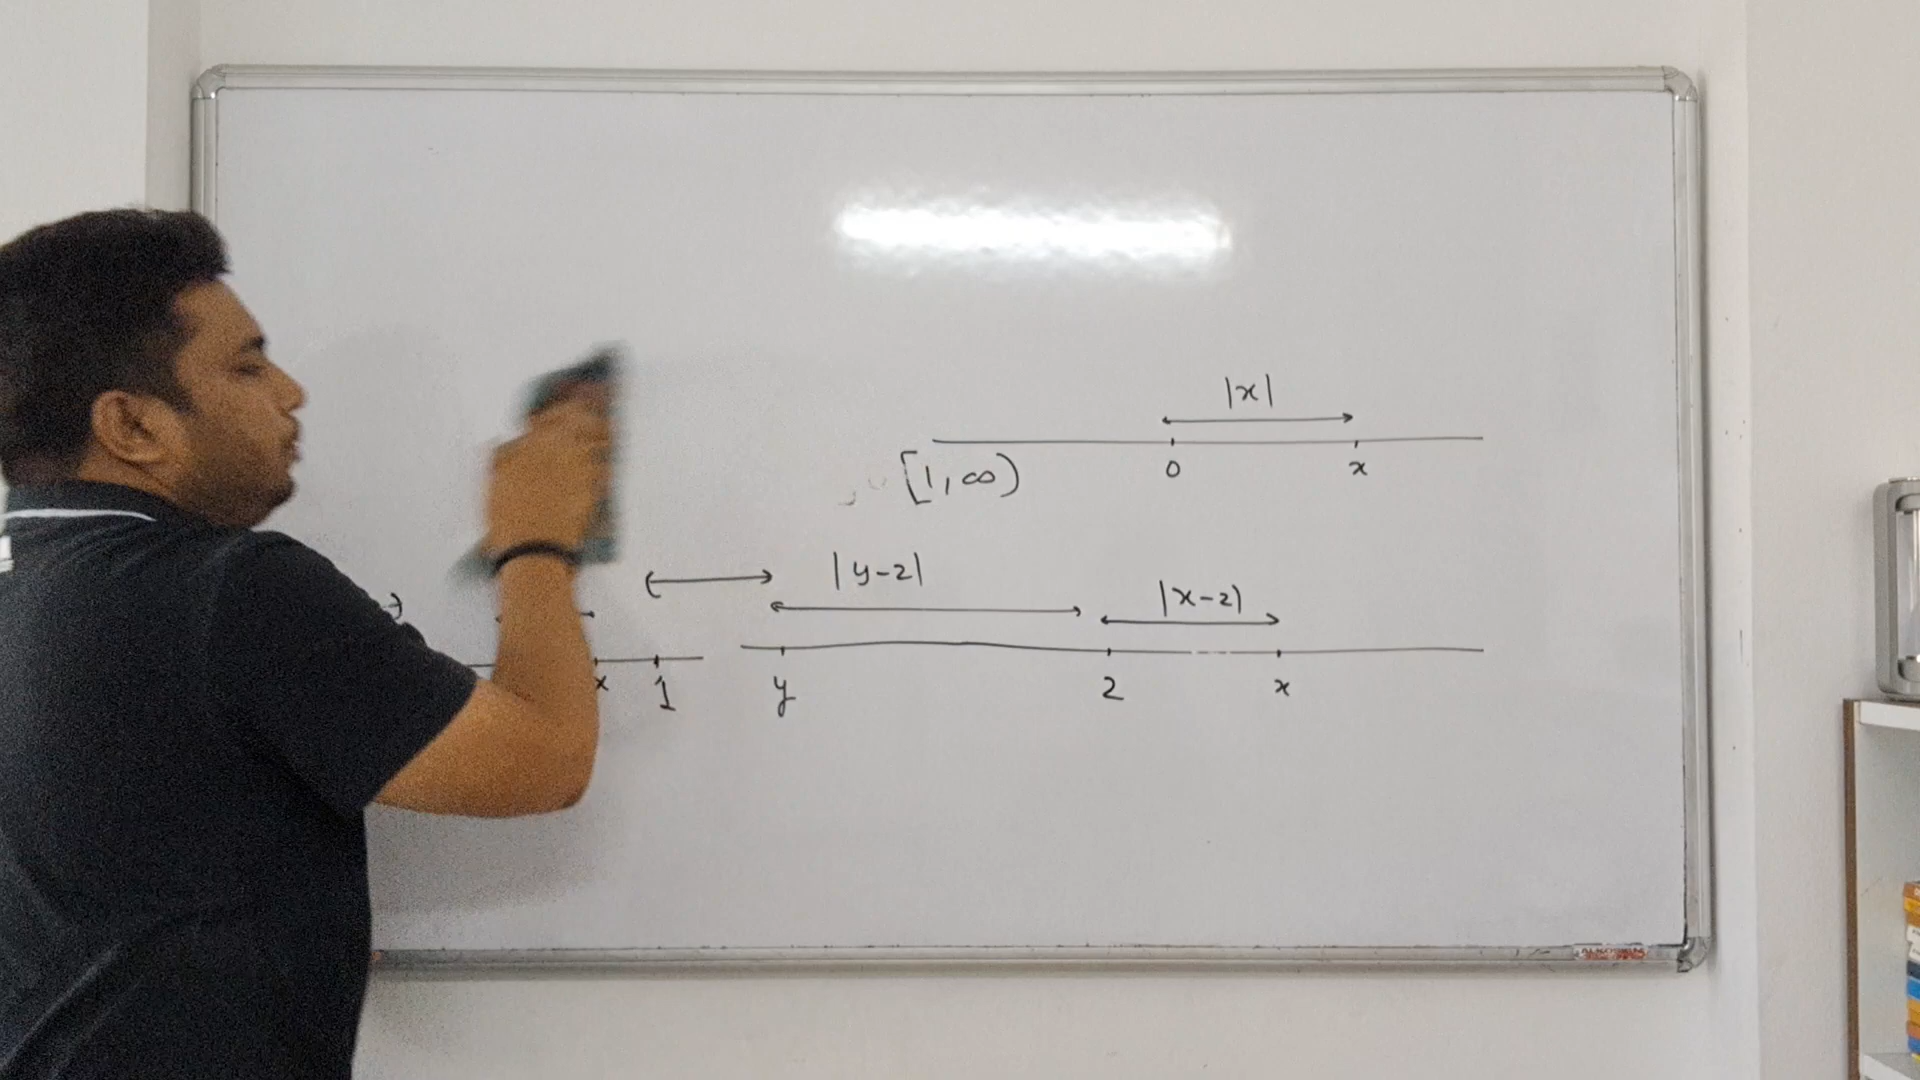 |x|
0 x
[1,∞)
|y-2| |x-2|
x 1 y 2 x